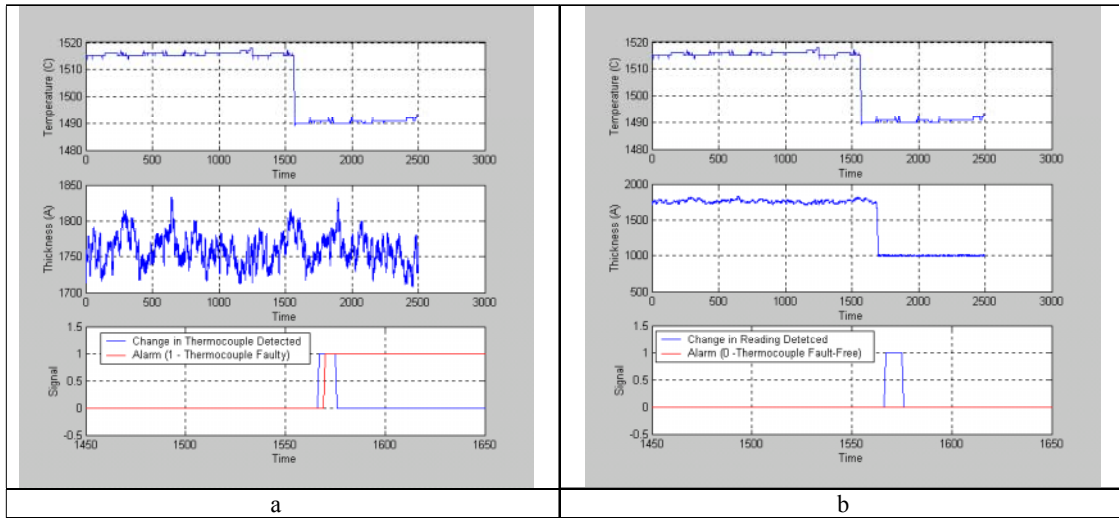 1520
1510
1500
1490
1480
Temperature (C)
0 500 1000 1500 2000 2500 3000
Time
1850
1800
1750
1700
Thickness (A)
0 500 1000 1500 2000 2500 3000
Time
1.5
1
0.5
0
-0.5
Signal
Change in Thermocouple Detected
Alarm (1 - Thermocouple Faulty)
1450 1500 1550 1600 1650
Time
a
1520
1510
1500
1490
1480
Temperature (C)
0 500 1000 1500 2000 2500 3000
Time
2000
1500
1000
500
Thickness (A)
0 500 1000 1500 2000 2500 3000
Time
1.5
1
0.5
0
-0.5
Signal
Change in Reading Detetced
Alarm (0 -Thermocouple Fault-Free)
1450 1500 1550 1600 1650
Time
b